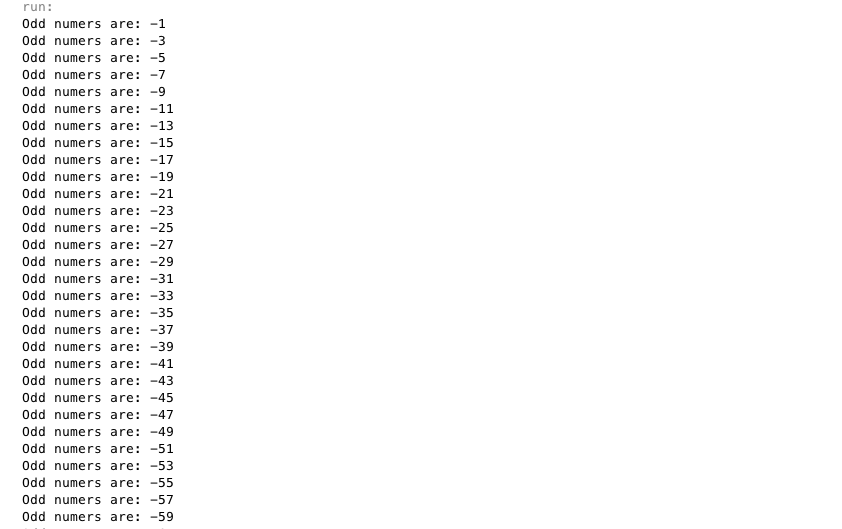 run:
Odd numers are: -1
Odd numers are: -3
Odd numers are: -5
Odd numers are: -7
Odd numers are: -9
Odd numers are: -11
Odd numers are: -13
Odd numers are: -15
Odd numers are: -17
Odd numers are: -19
Odd numers are: -21
Odd numers are: -23
Odd numers are: -25
Odd numers are: -27
Odd numers are: -29
Odd numers are: -31
Odd numers are: -33
Odd numers are: -35
Odd numers are: -37
Odd numers are: -39
Odd numers are: -41
Odd numers are: -43
Odd numers are: -45
Odd numers are: -47
Odd numers are: -49
Odd numers are: -51
Odd numers are: -53
Odd numers are: -55
Odd numers are: -57
Odd numers are: -59